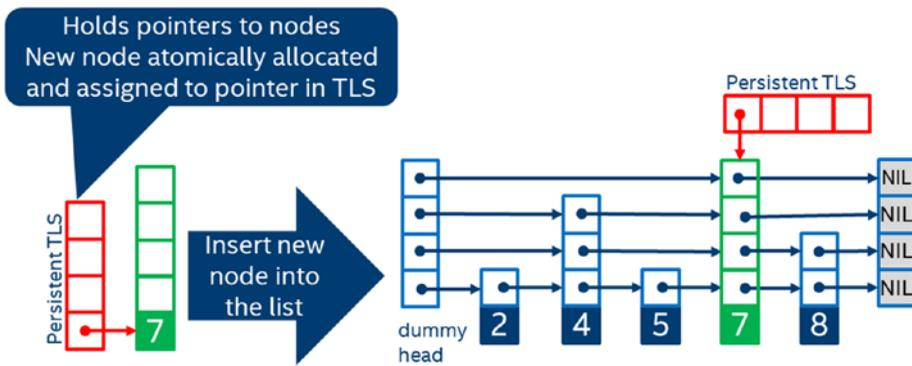 Holds pointers to nodes
New node atomically allocated
and assigned to pointer in TLS
Persistent TLS
7
Insert new
node into
the list
Persistent TLS
NIL
NIL
NIL
NIL
dummy
head
2
4
5
7
8